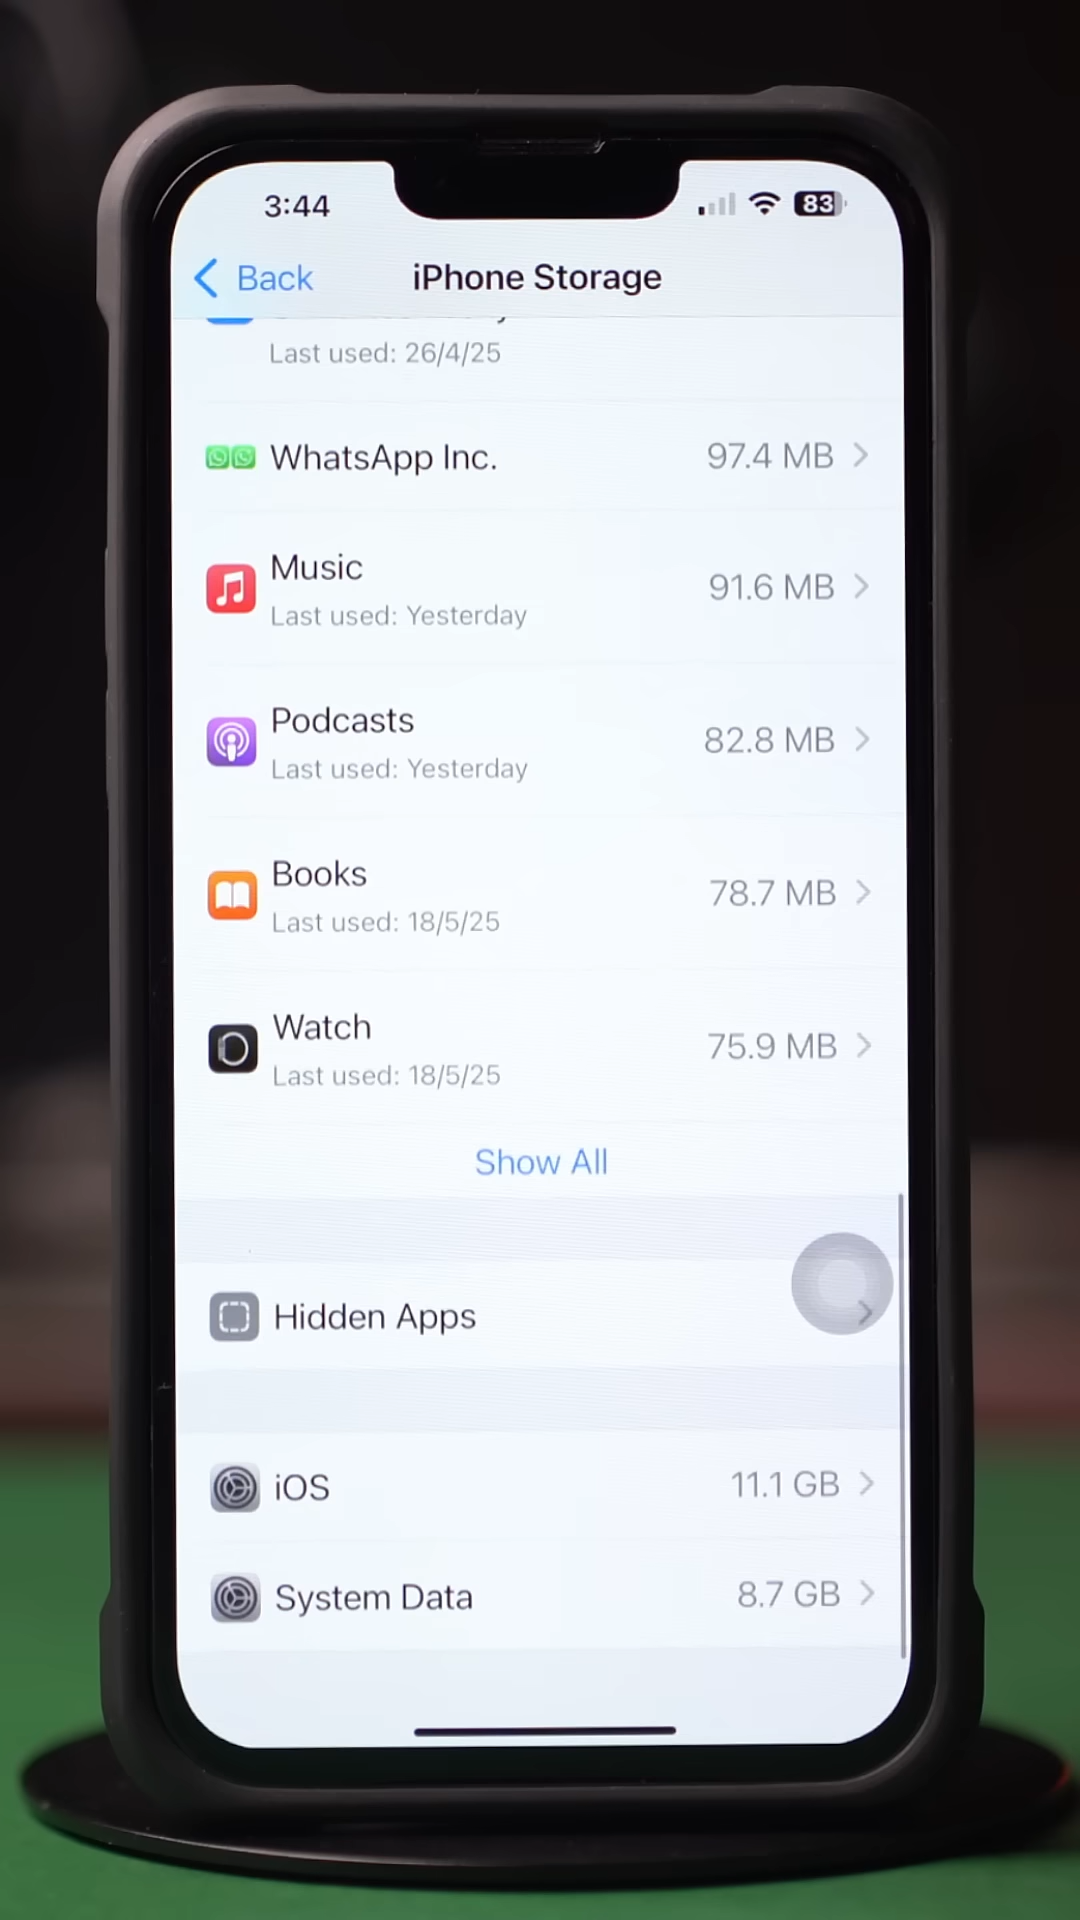 3:44
83
Back
iPhone Storage
Last used: 26/4/25
WhatsApp Inc.
97.4 MB
Music
Last used: Yesterday
91.6 MB
Podcasts
Last used: Yesterday
82.8 MB
Books
Last used: 18/5/25
78.7 MB
Watch
Last used: 18/5/25
75.9 MB
Show All
Hidden Apps
iOS
11.1 GB
System Data
8.7 GB